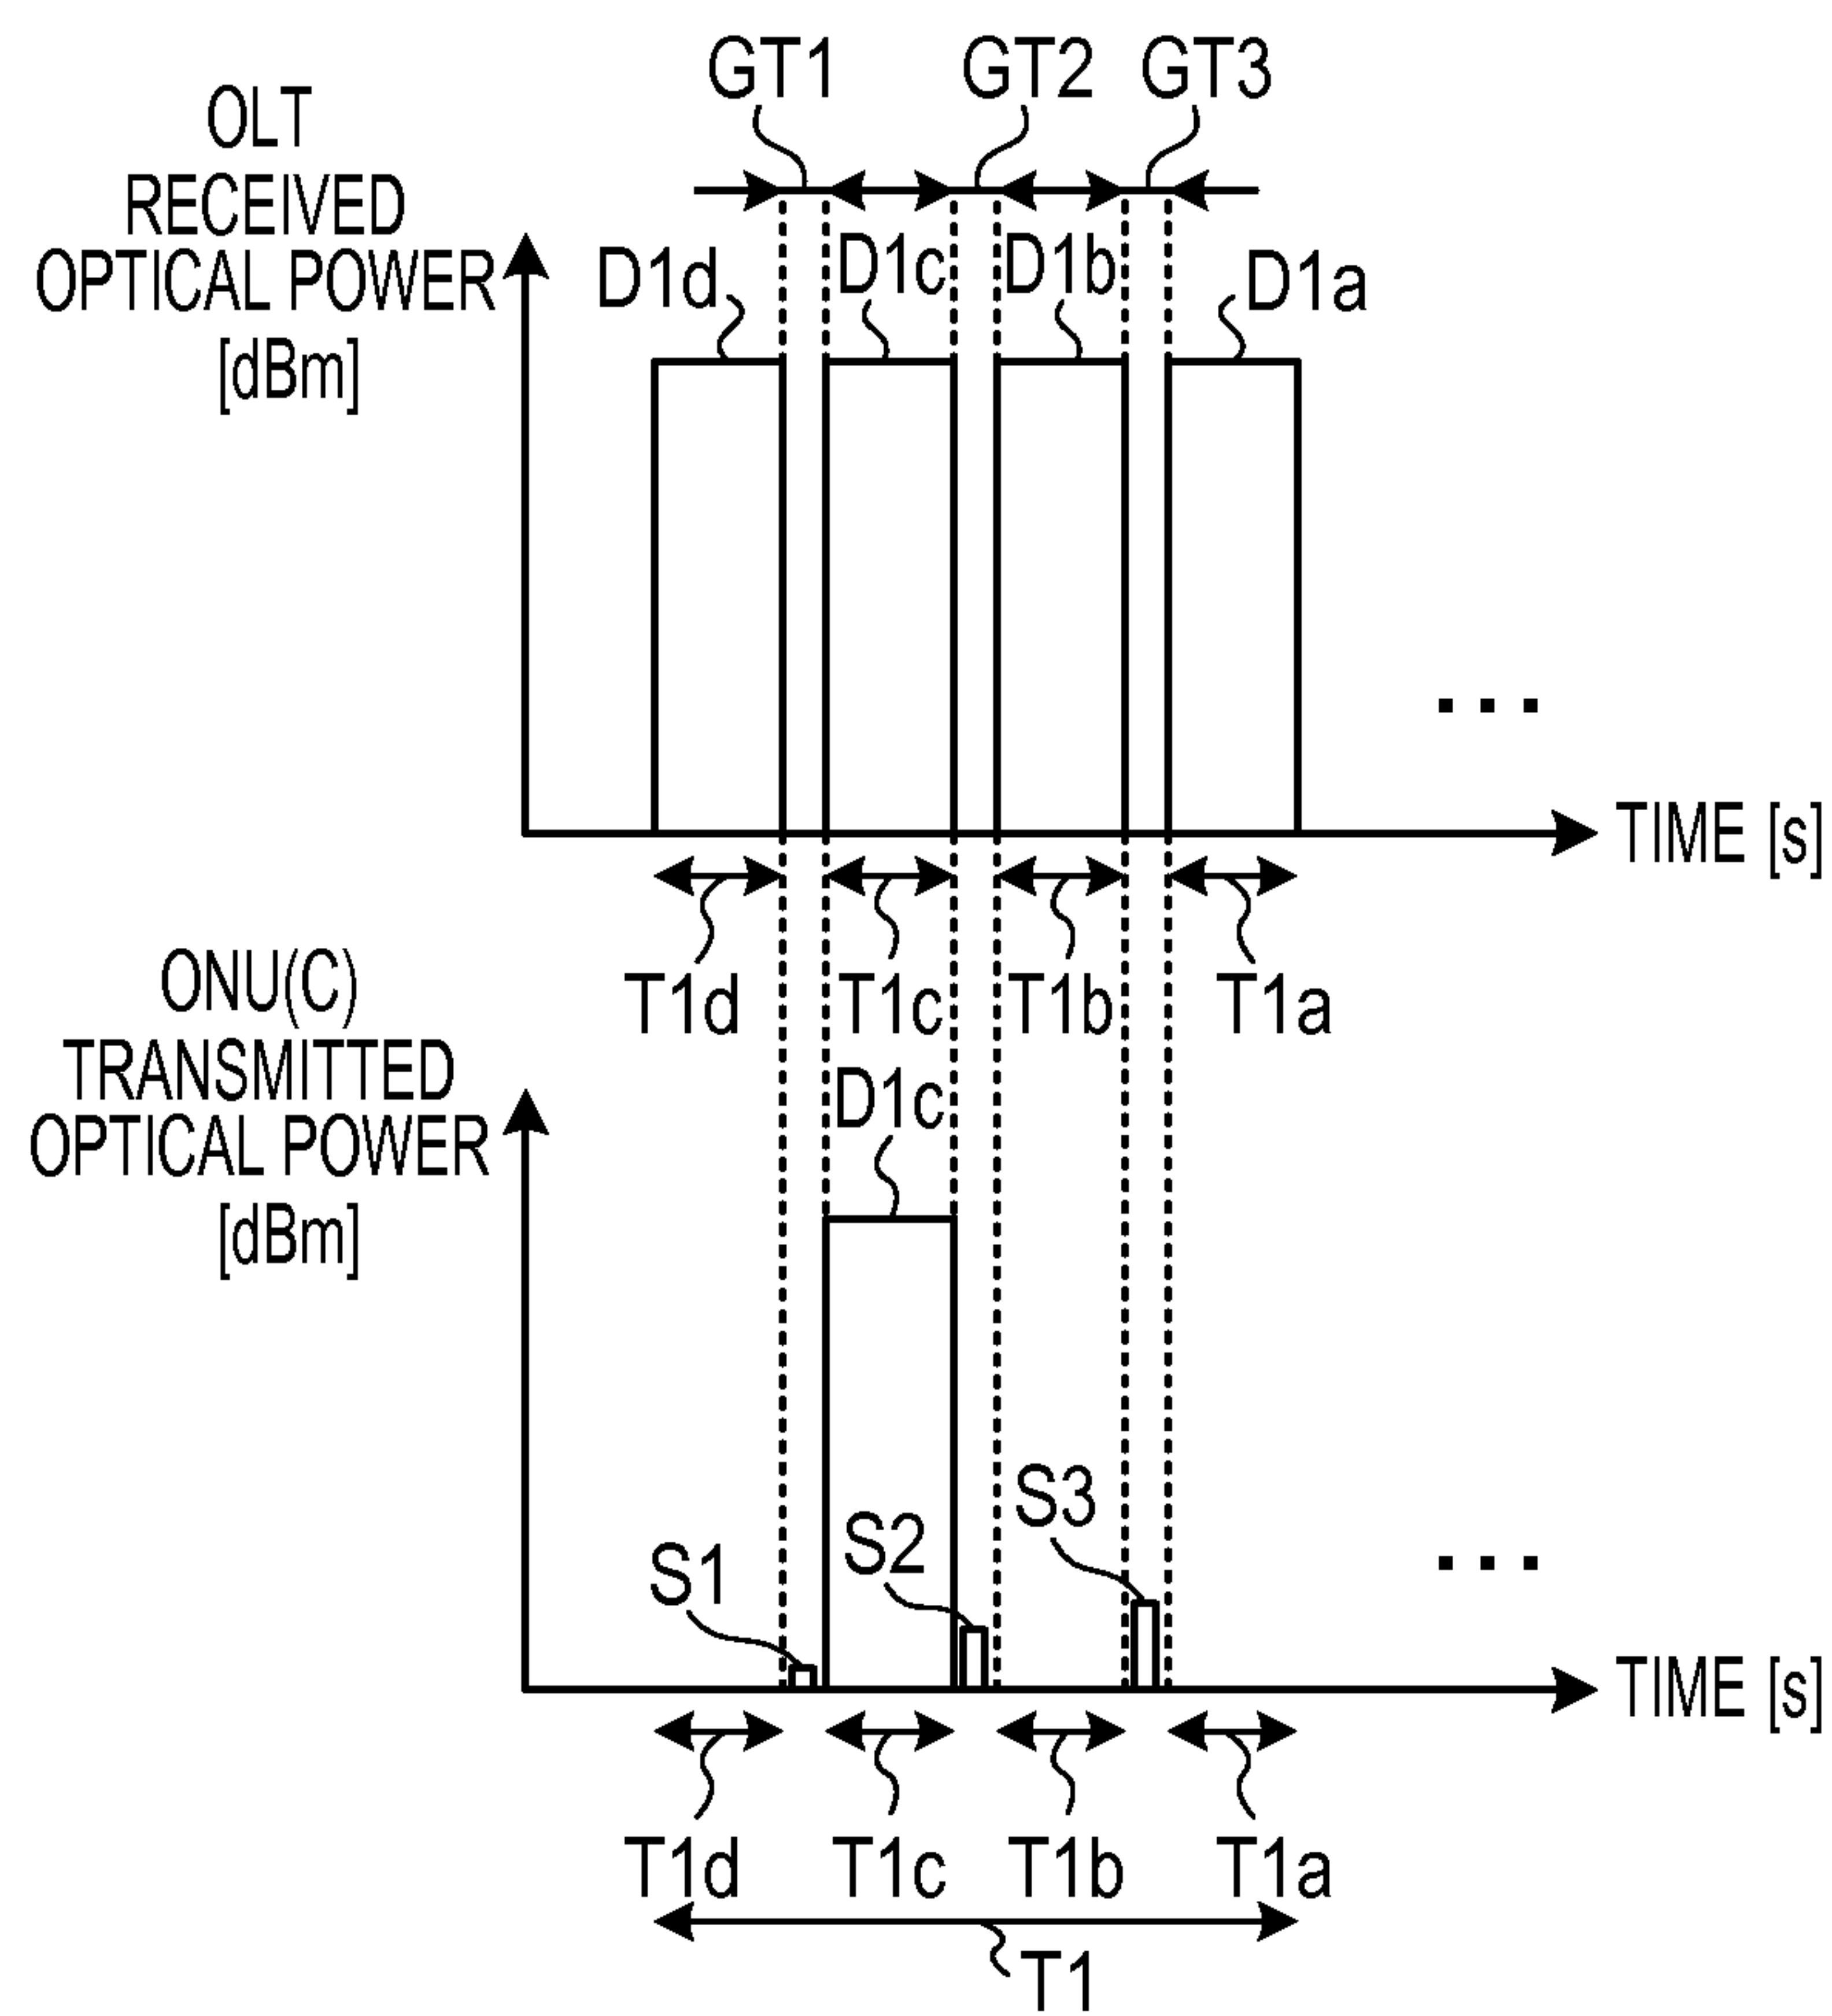 GT1 GT2 GT3
OLT
RECEIVED
OPTICAL POWER
[dBm]
D1d D1c D1b D1a
...
TIME [s]
T1d T1c T1b T1a
ONU(C)
TRANSMITTED
OPTICAL POWER
[dBm]
D1c
S1 S2 S3
...
TIME [s]
T1d T1c T1b T1a
T1